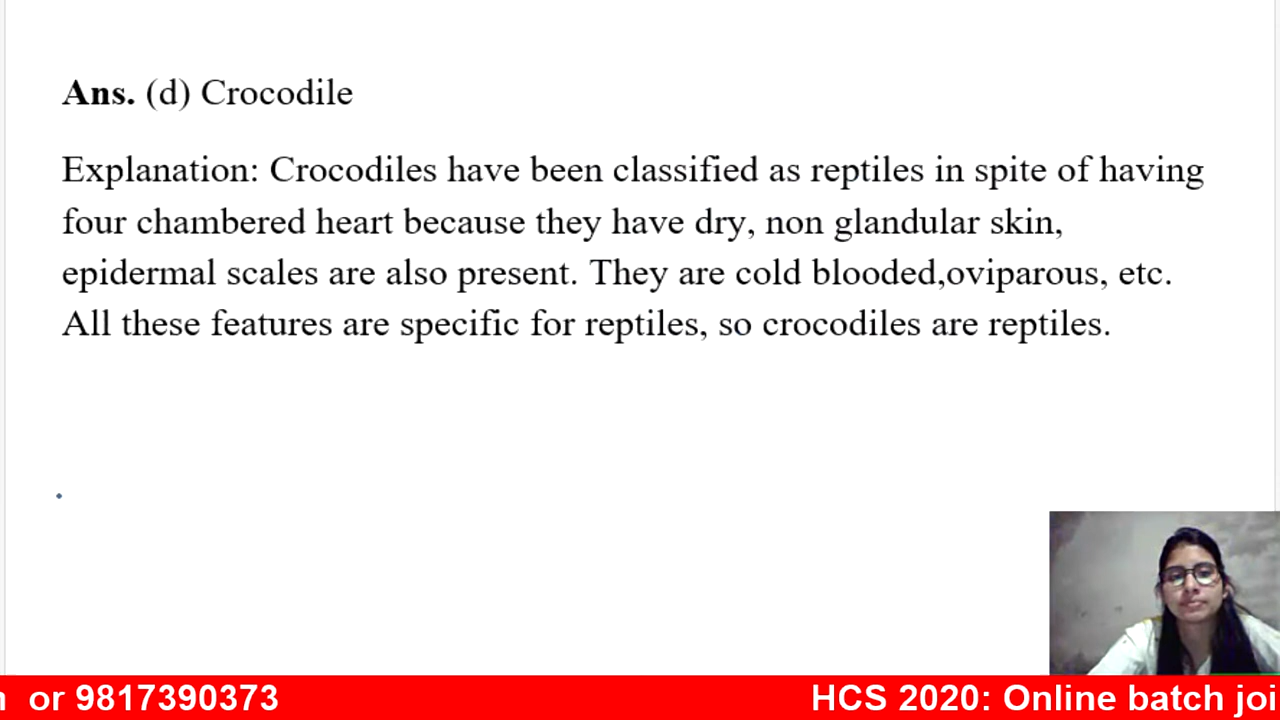 Ans. (d) Crocodile
Explanation: Crocodiles have been classified as reptiles in spite of having
four chambered heart because they have dry, non glandular skin,
epidermal scales are also present. They are cold blooded,oviparous, etc.
All these features are specific for reptiles, so crocodiles are reptiles.
or 9817390373
HCS 2020: Online batch joi